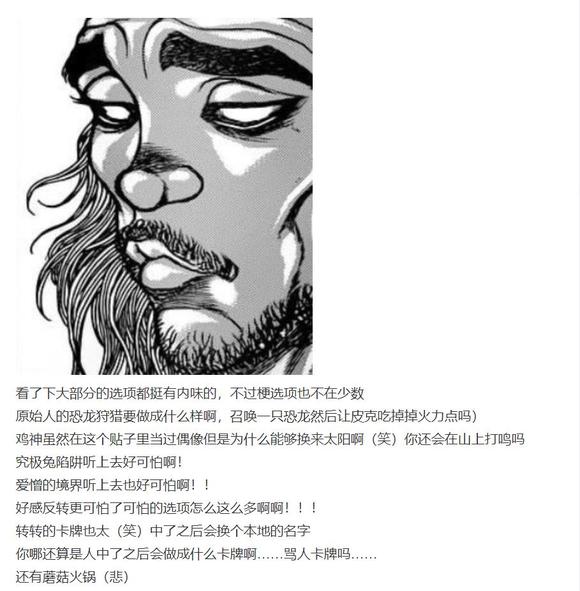 看了下大部分的选项都挺有内味的，不过梗选项也不在少数
原始人的恐龙狩猎要做成什么样啊，召唤一只恐龙然后让皮克吃掉掉火力点吗）
鸡神虽然在这个贴子里当过偶像但是为什么能够换来太阳啊（笑）你还会在山上打鸣吗
究极兔陷阱听上去好可怕啊！
爱憎的境界听上去也好可怕啊！！
好感反转更可怕了可怕的选项怎么这么多啊啊！！！
转转的卡牌也太（笑）中了之后会换个本地的名字
你哪还算是人中了之后会做成什么卡牌啊……骂人卡牌吗……
还有蘑菇火锅（悲）